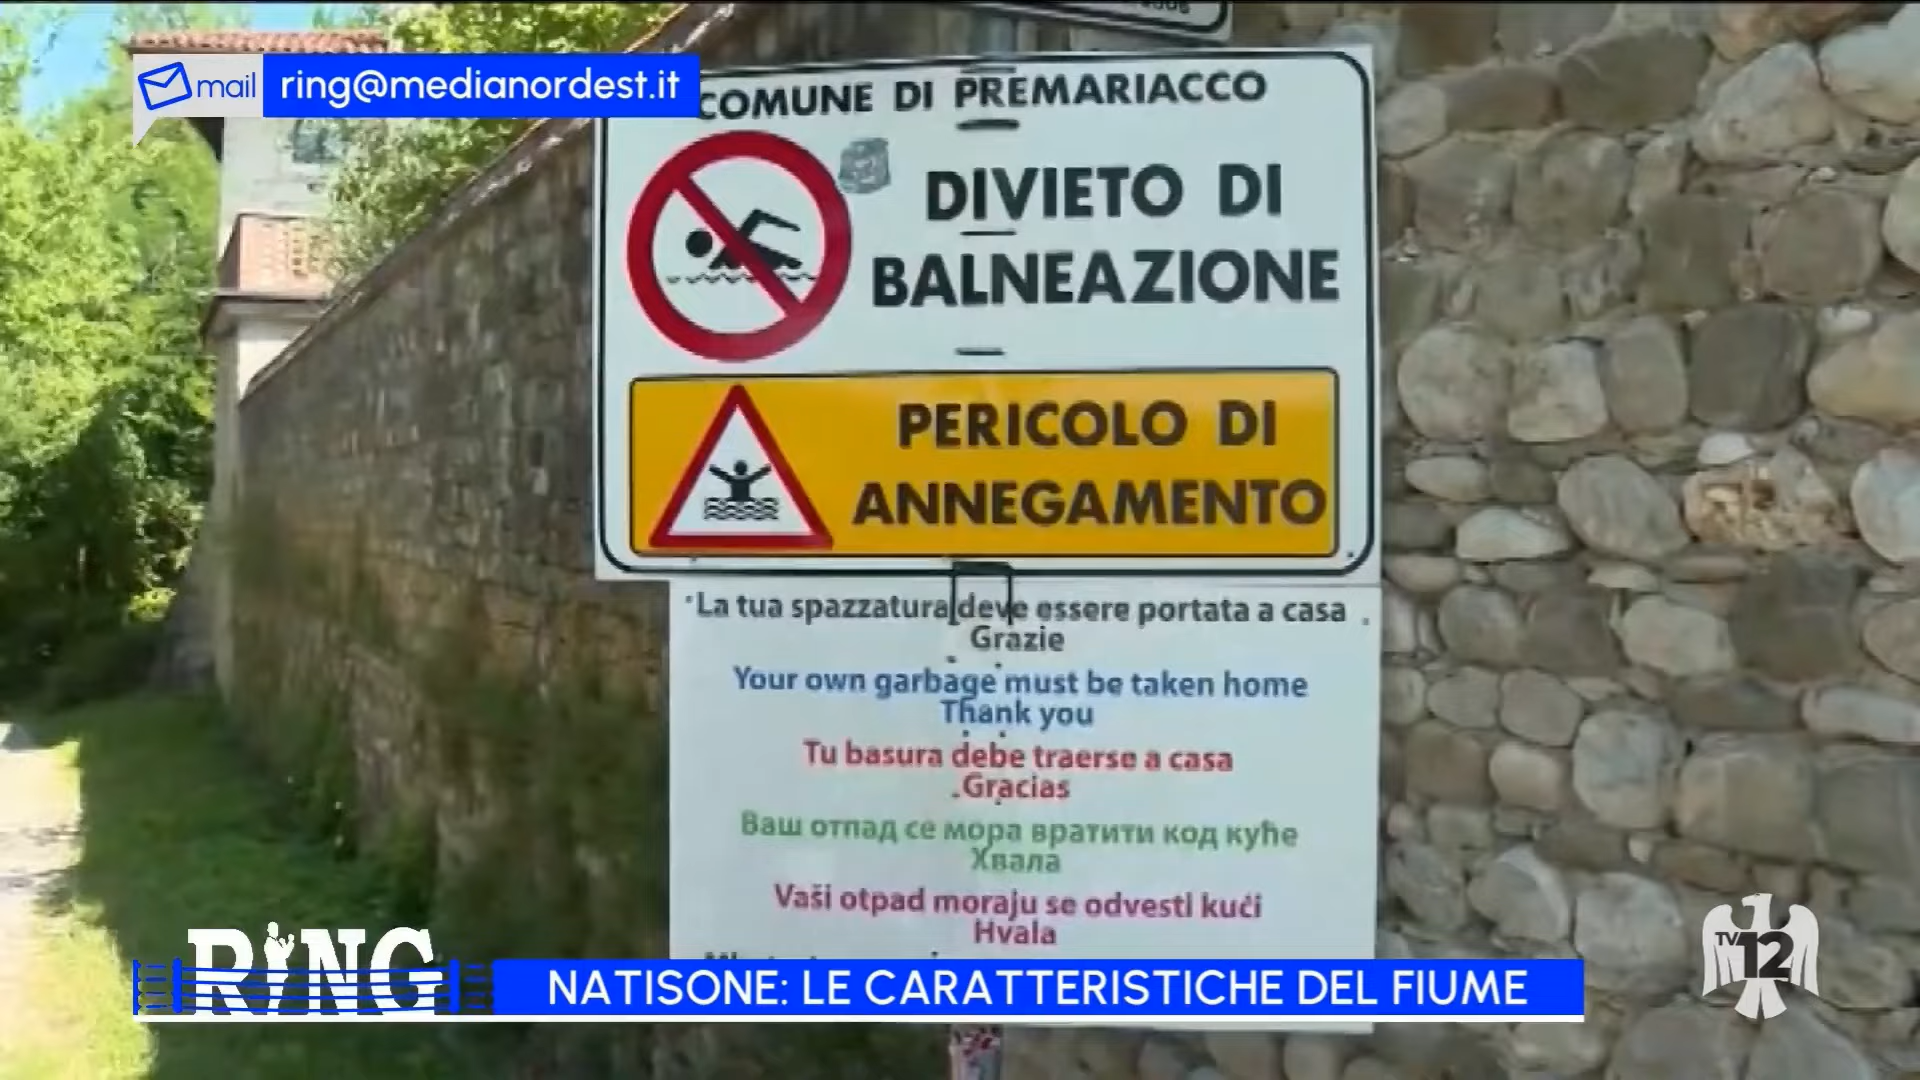 mail
ring@medianordest.it
COMUNE DI PREMARIACCO
DIVIETO DI
BALNEAZIONE
PERICOLO DI
ANNEGAMENTO
La tua spazzatura deve essere portata a casa
Grazie
Your own garbage must be taken home
Thank you
Tu basura debe traerse a casa
Gracias
Ваш отпад се мора вратити код куће
Хвала
Vaši otpad moraju se odvesti kući
Hvala
RING
NATISONE: LE CARATTERISTICHE DEL FIUME
TV12